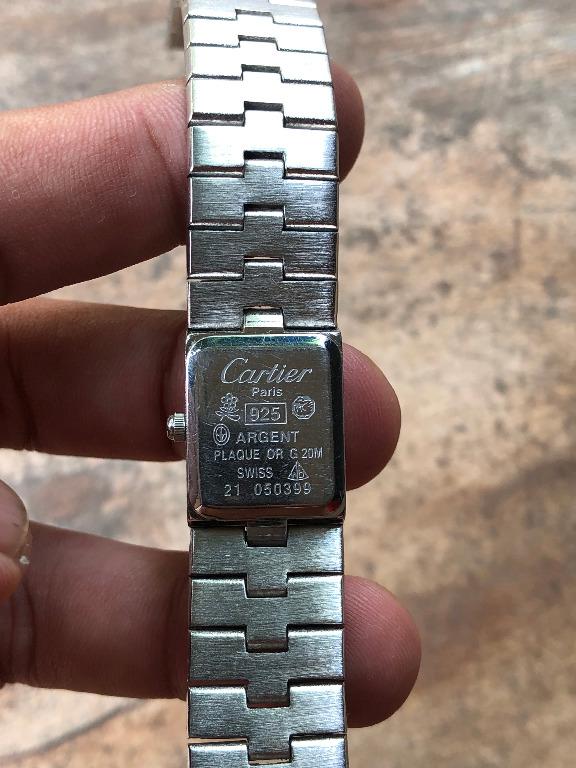 Cartier
Paris
925
ARGENT
PLAQUE OR G 20M
SWISS
21 050399